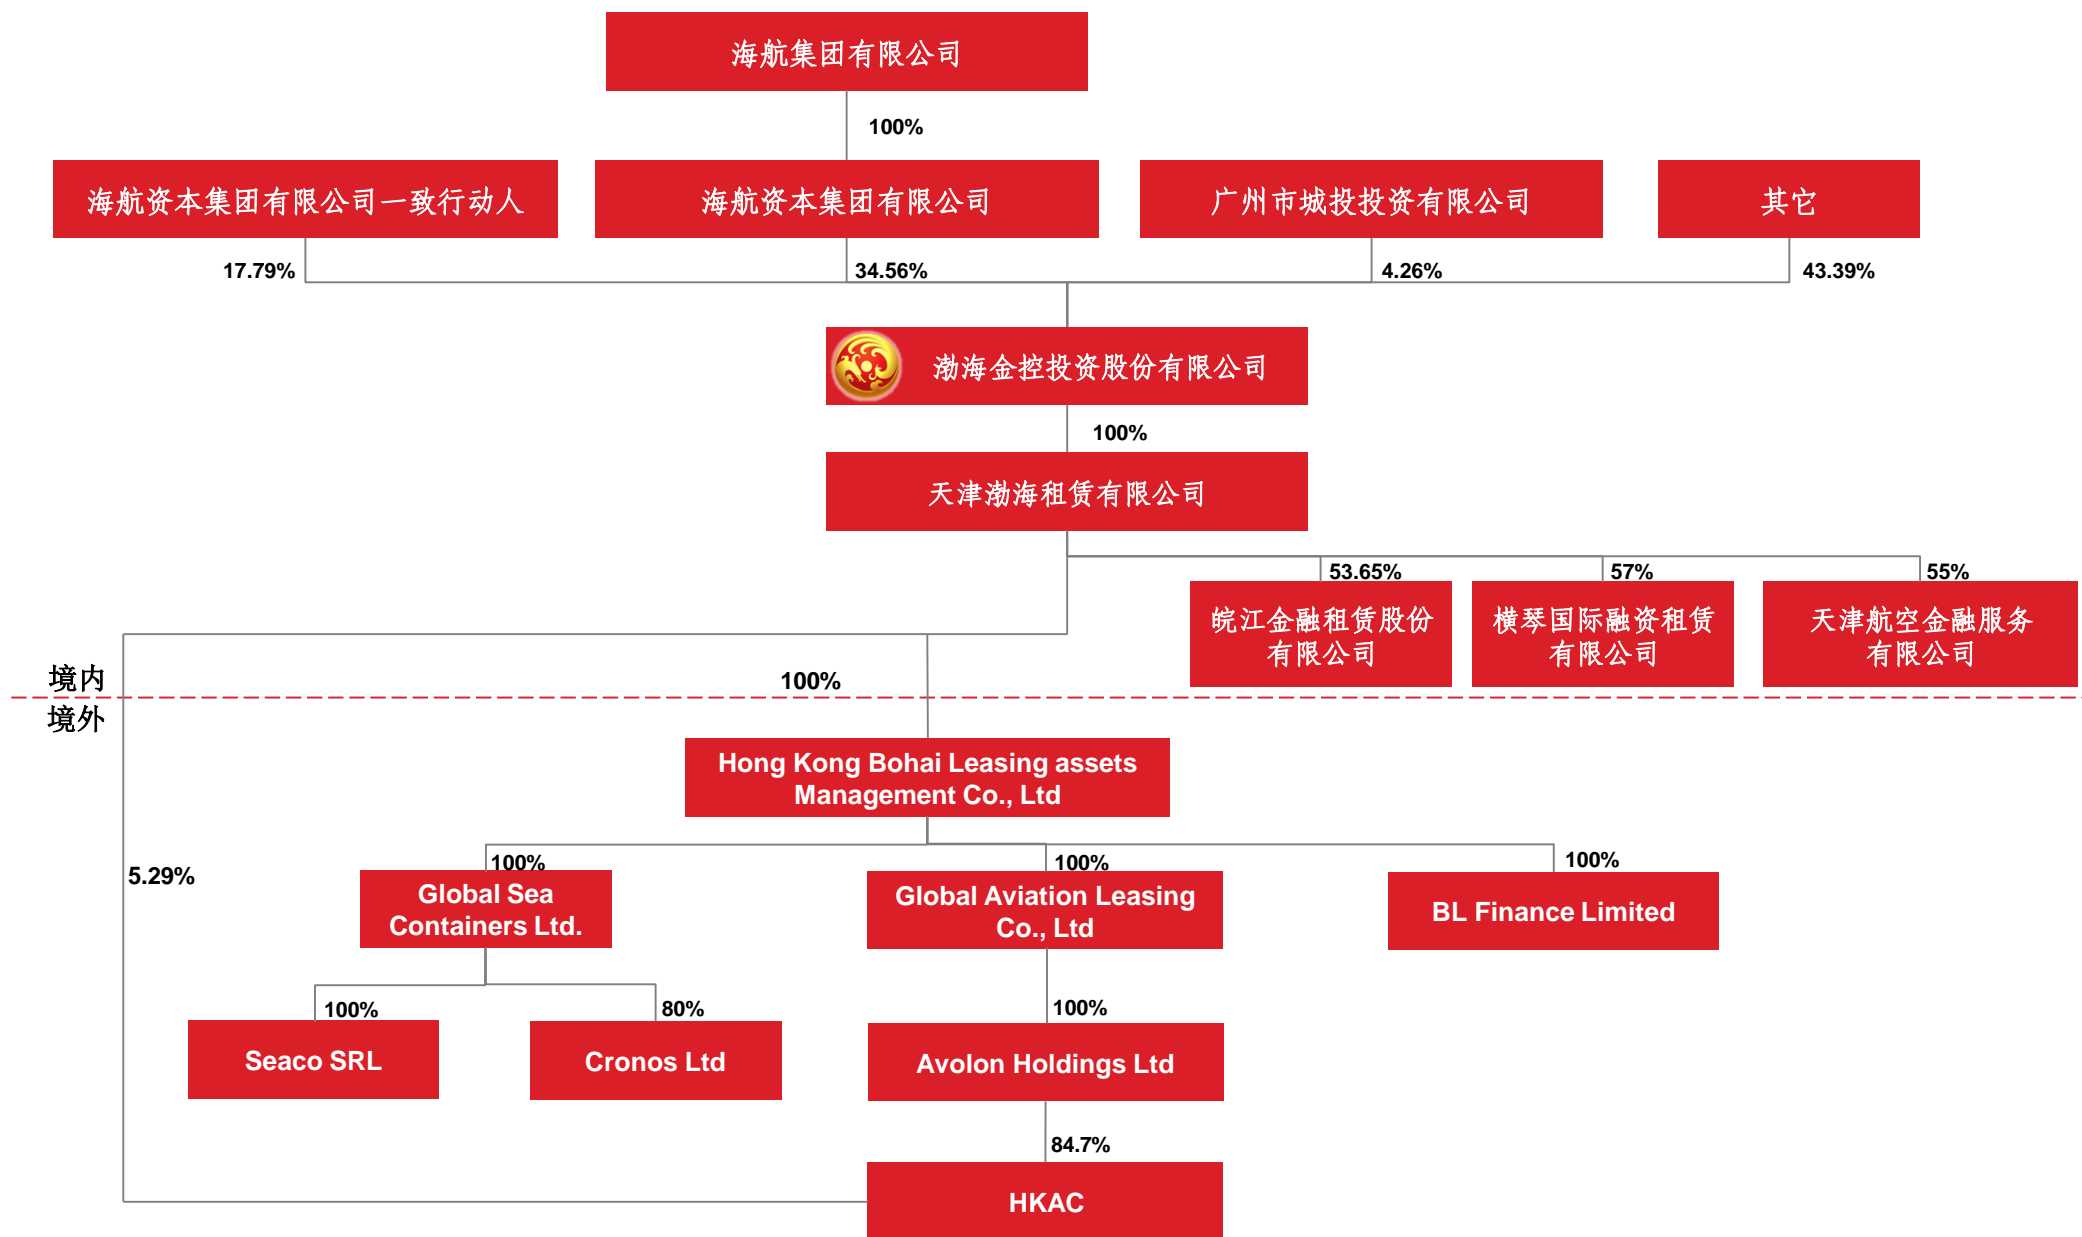 海航集团有限公司
100%
海航资本集团有限公司一致行动人
海航资本集团有限公司
广州市城投投资有限公司
其它
17.79%
34.56%
4.26%
43.39%
渤海金控投资股份有限公司
100%
天津渤海租赁有限公司
53.65%
57%
55%
皖江金融租赁股份
有限公司
横琴国际融资租赁
有限公司
天津航空金融服务
有限公司
境内
100%
境外
Hong Kong Bohai Leasing assets
Management Co., Ltd
5.29%
100%
100%
100%
Global Sea
Containers Ltd.
Global Aviation Leasing
Co., Ltd
BL Finance Limited
100%
80%
100%
Seaco SRL
Cronos Ltd
Avolon Holdings Ltd
84.7%
HKAC